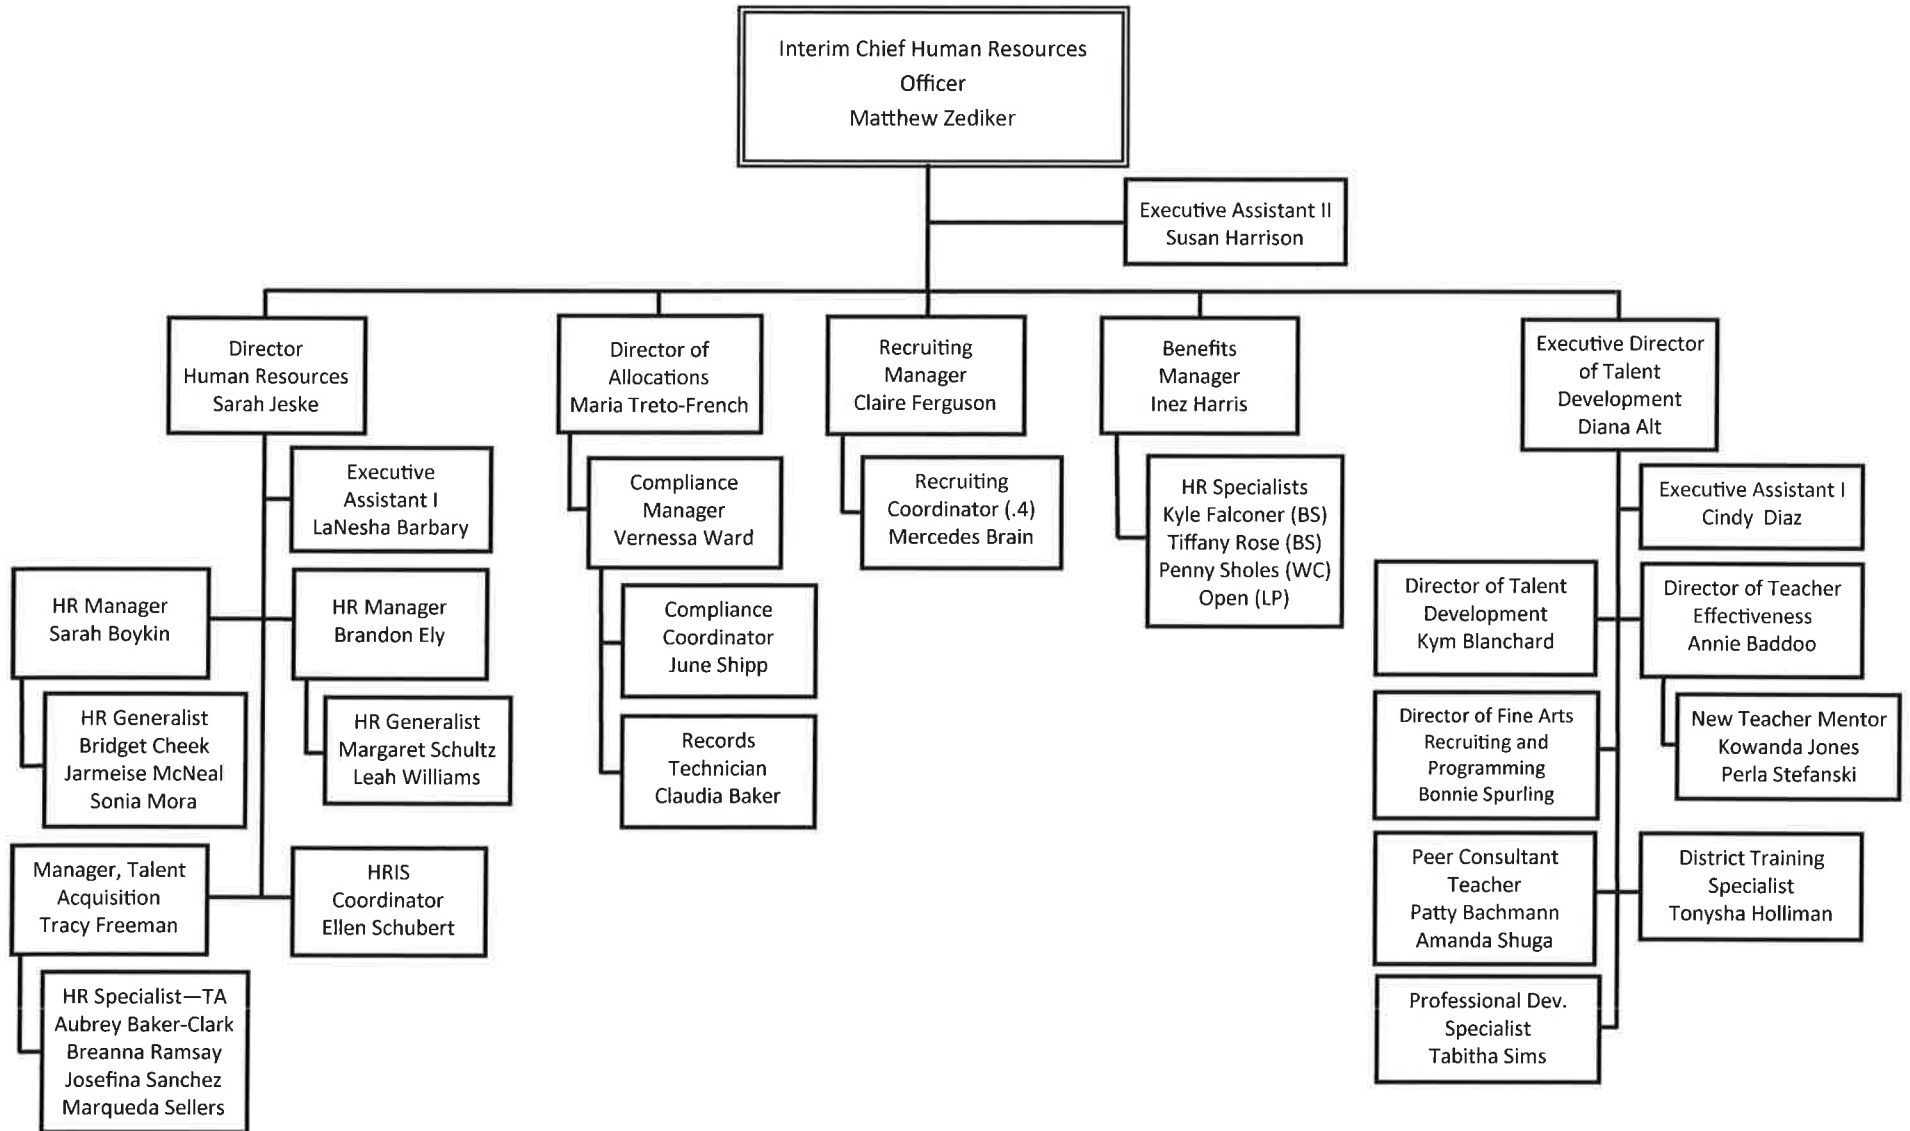 Interim Chief Human Resources
Officer
Matthew Zediker
Executive Assistant II
Susan Harrison
Director
Human Resources
Sarah Jeske
Director of
Allocations
Maria Treto-French
Recruiting
Manager
Claire Ferguson
Benefits
Manager
Inez Harris
Executive Director
of Talent
Development
Diana Alt
Executive
Assistant I
LaNesha Barbary
HR Manager
Sarah Boykin
HR Manager
Brandon Ely
HR Generalist
Bridget Cheek
Jarmeise McNeal
Sonia Mora
HR Generalist
Margaret Schultz
Leah Williams
Manager, Talent
Acquisition
Tracy Freeman
HRIS
Coordinator
Ellen Schubert
HR Specialist—TA
Aubrey Baker-Clark
Breanna Ramsay
Josefina Sanchez
Marqueda Sellers
Compliance
Manager
Vernessa Ward
Compliance
Coordinator
June Shipp
Records
Technician
Claudia Baker
Recruiting
Coordinator (.4)
Mercedes Brain
HR Specialists
Kyle Falconer (BS)
Tiffany Rose (BS)
Penny Sholes (WC)
Open (LP)
Executive Assistant I
Cindy Diaz
Director of Talent
Development
Kym Blanchard
Director of Teacher
Effectiveness
Annie Baddoo
Director of Fine Arts
Recruiting and
Programming
Bonnie Spurling
New Teacher Mentor
Kowanda Jones
Perla Stefanski
Peer Consultant
Teacher
Patty Bachmann
Amanda Shuga
District Training
Specialist
Tonysha Holliman
Professional Dev.
Specialist
Tabitha Sims